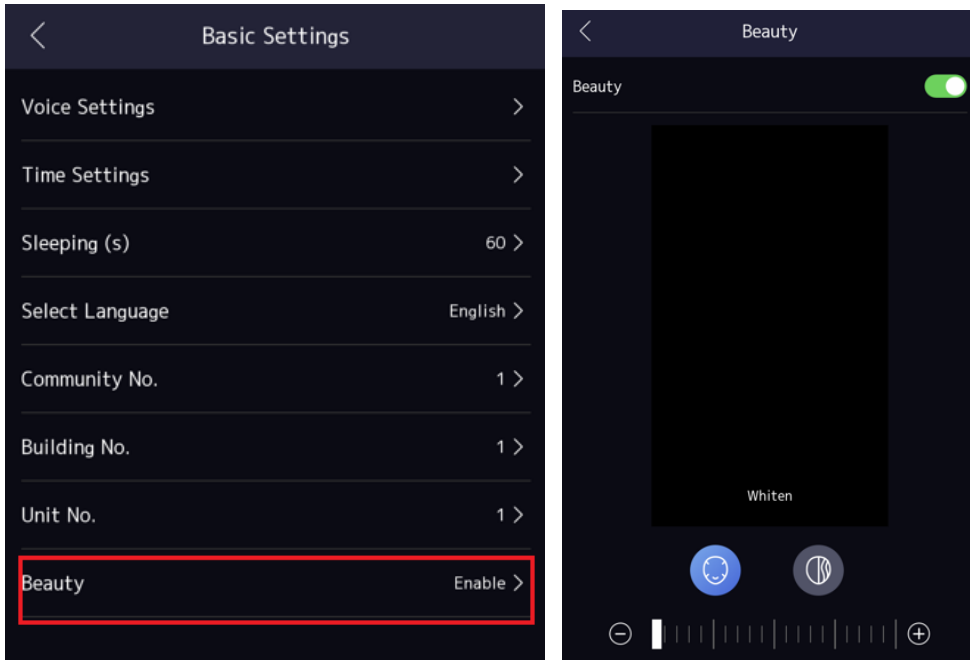 Basic Settings
Voice Settings
Time Settings
Sleeping (s) 60
Select Language English
Community No. 1
Building No. 1
Unit No. 1
Beauty Enable
Beauty
Beauty
Whiten